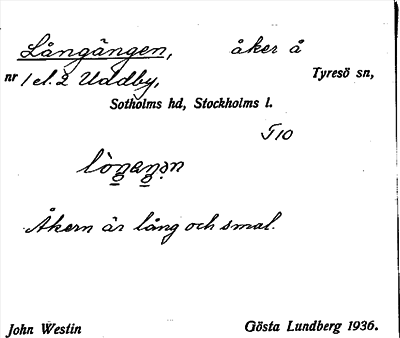 Långängen, åker å
nr 1 el. 2 Uddby, Tyresö sn,
Sotholms hd, Stockholms l.
T10
Åkern är lång och smal.
John Westin Gösta Lundberg 1936.